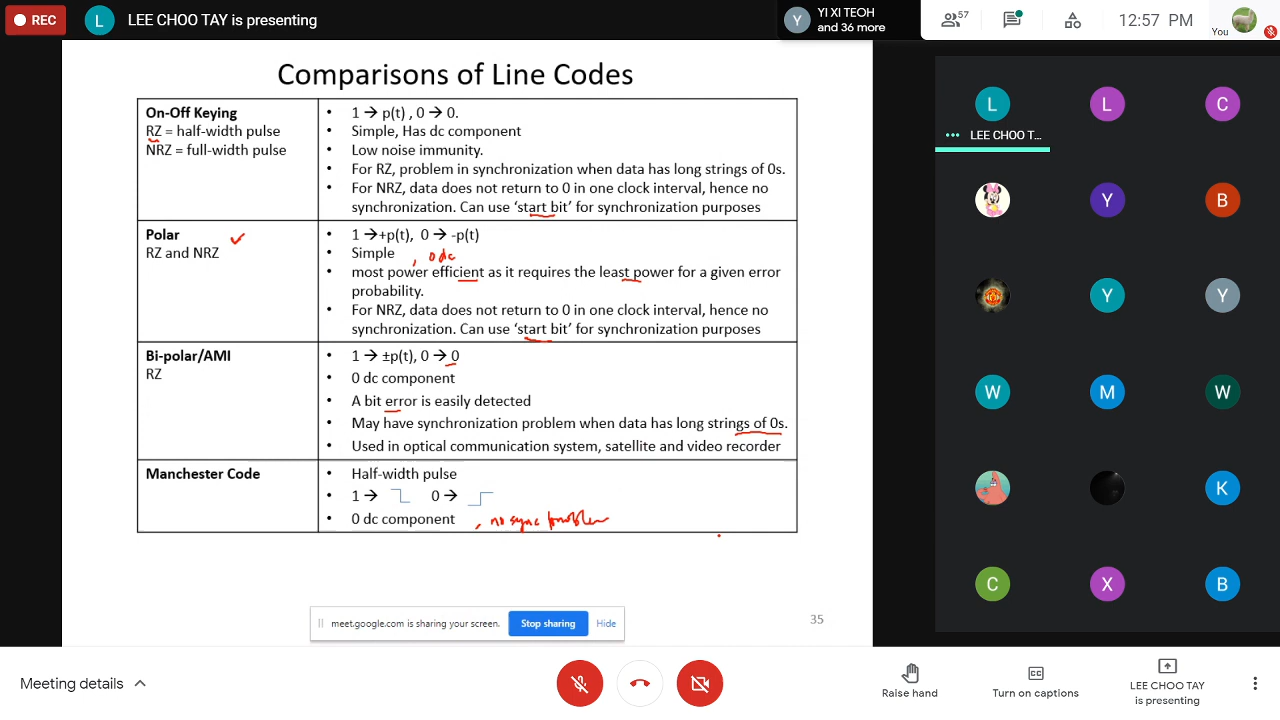 REC
L
LEE CHOO TAY is presenting
Y
YI XI TEOH
and 36 more
57
12:57 PM
You
Comparisons of Line Codes
On-Off Keying
RZ = half-width pulse
NRZ = full-width pulse
• 1 → p(t) , 0 → 0.
• Simple, Has dc component
• Low noise immunity.
• For RZ, problem in synchronization when data has long strings of 0s.
• For NRZ, data does not return to 0 in one clock interval, hence no
synchronization. Can use ‘start bit’ for synchronization purposes
Polar
RZ and NRZ
• 1 →+p(t), 0 → -p(t)
• Simple , 0 dc
• most power efficient as it requires the least power for a given error
probability.
• For NRZ, data does not return to 0 in one clock interval, hence no
synchronization. Can use ‘start bit’ for synchronization purposes
Bi-polar/AMI
RZ
• 1 → ±p(t), 0 → 0
• 0 dc component
• A bit error is easily detected
• May have synchronization problem when data has long strings of 0s.
• Used in optical communication system, satellite and video recorder
Manchester Code
• Half-width pulse
• 1 → 0 →
• 0 dc component , no sync problem
35
meet.google.com is sharing your screen.
Stop sharing
Hide
L
L
C
LEE CHOO T...
Y
B
Y
Y
W
M
W
K
C
X
B
Meeting details
Raise hand
CC
Turn on captions
LEE CHOO TAY
is presenting